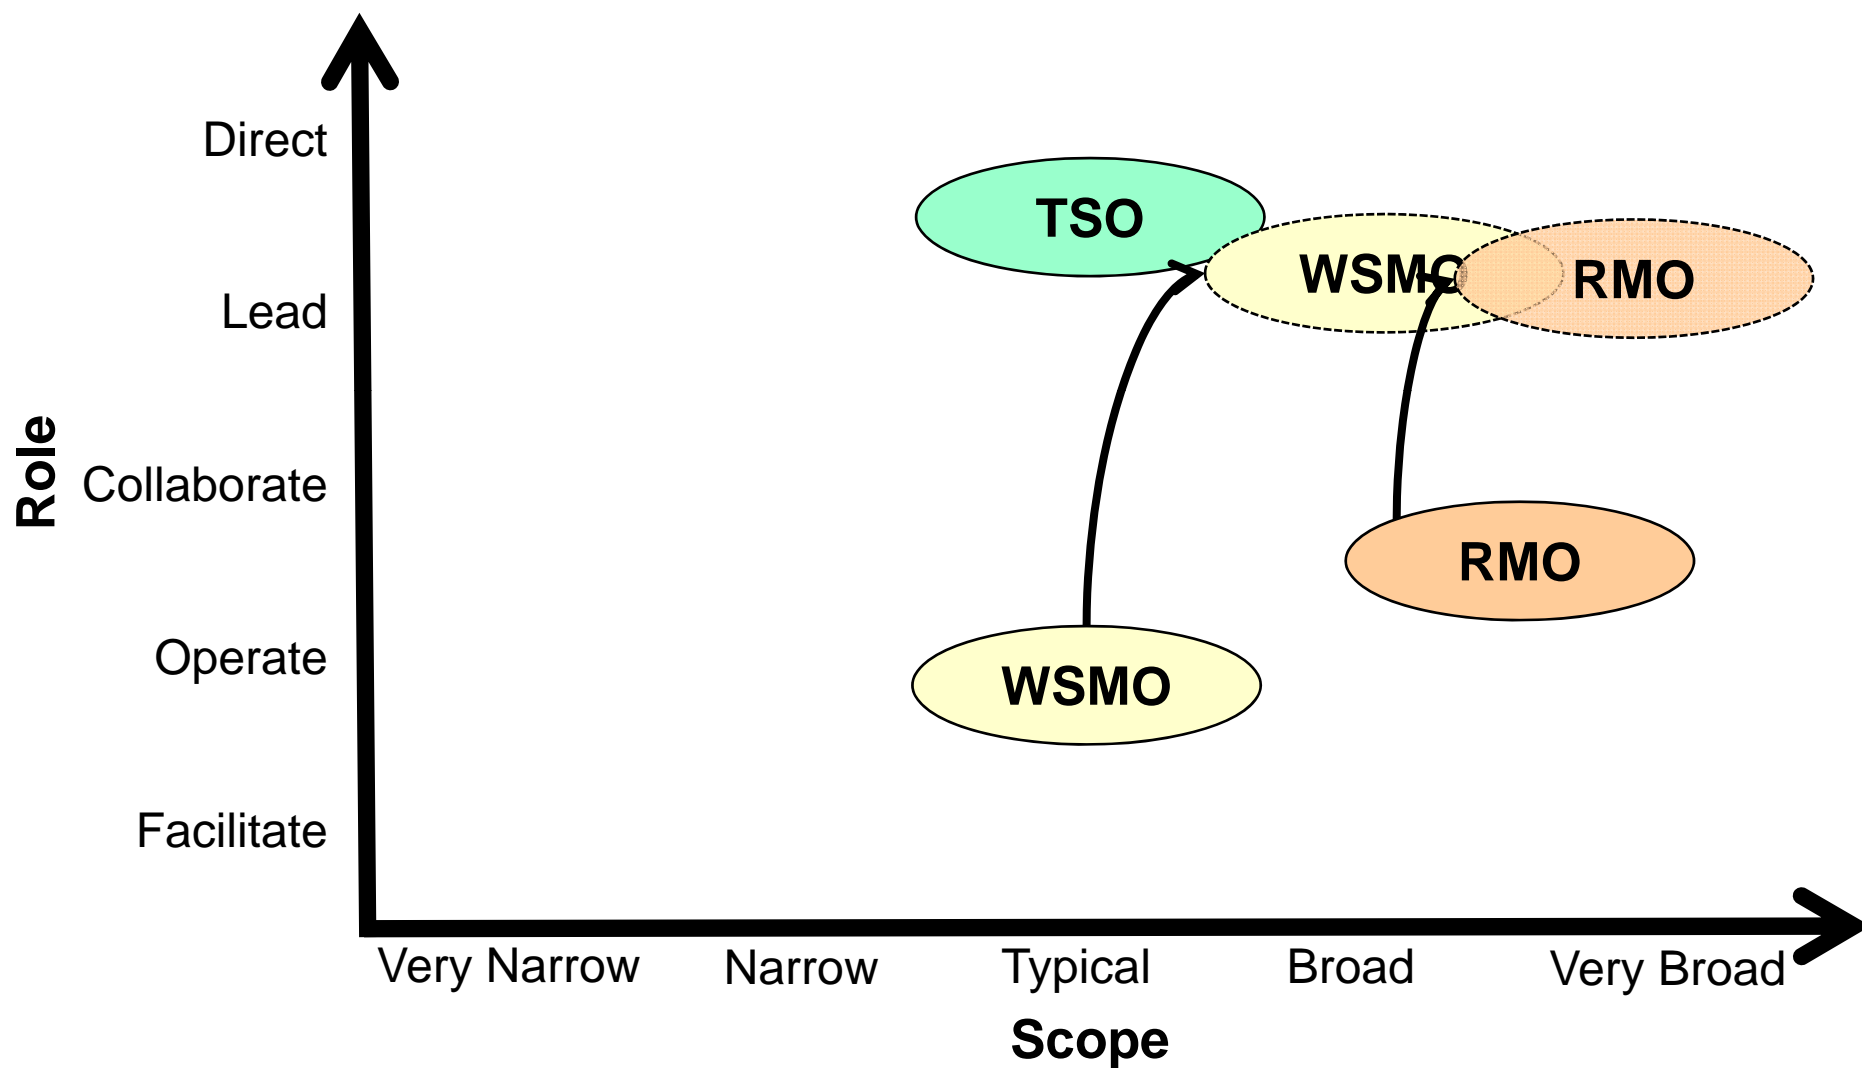 Direct
TSO
WSMO
RMO
Lead
Role
Collaborate
RMO
Operate
WSMO
Facilitate
Very Narrow
Narrow
Typical
Broad
Very Broad
Scope